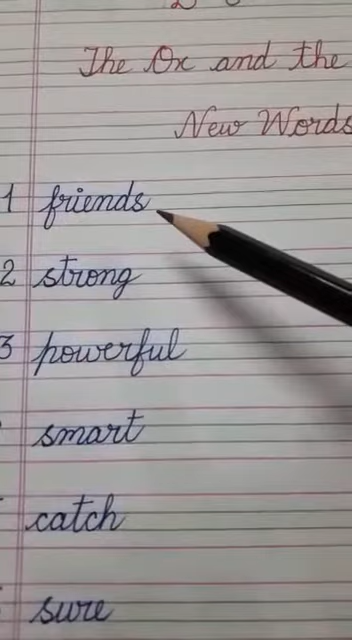 The Ox and the
New Words
1 friends
2 strong
3 powerful
smart
catch
sure